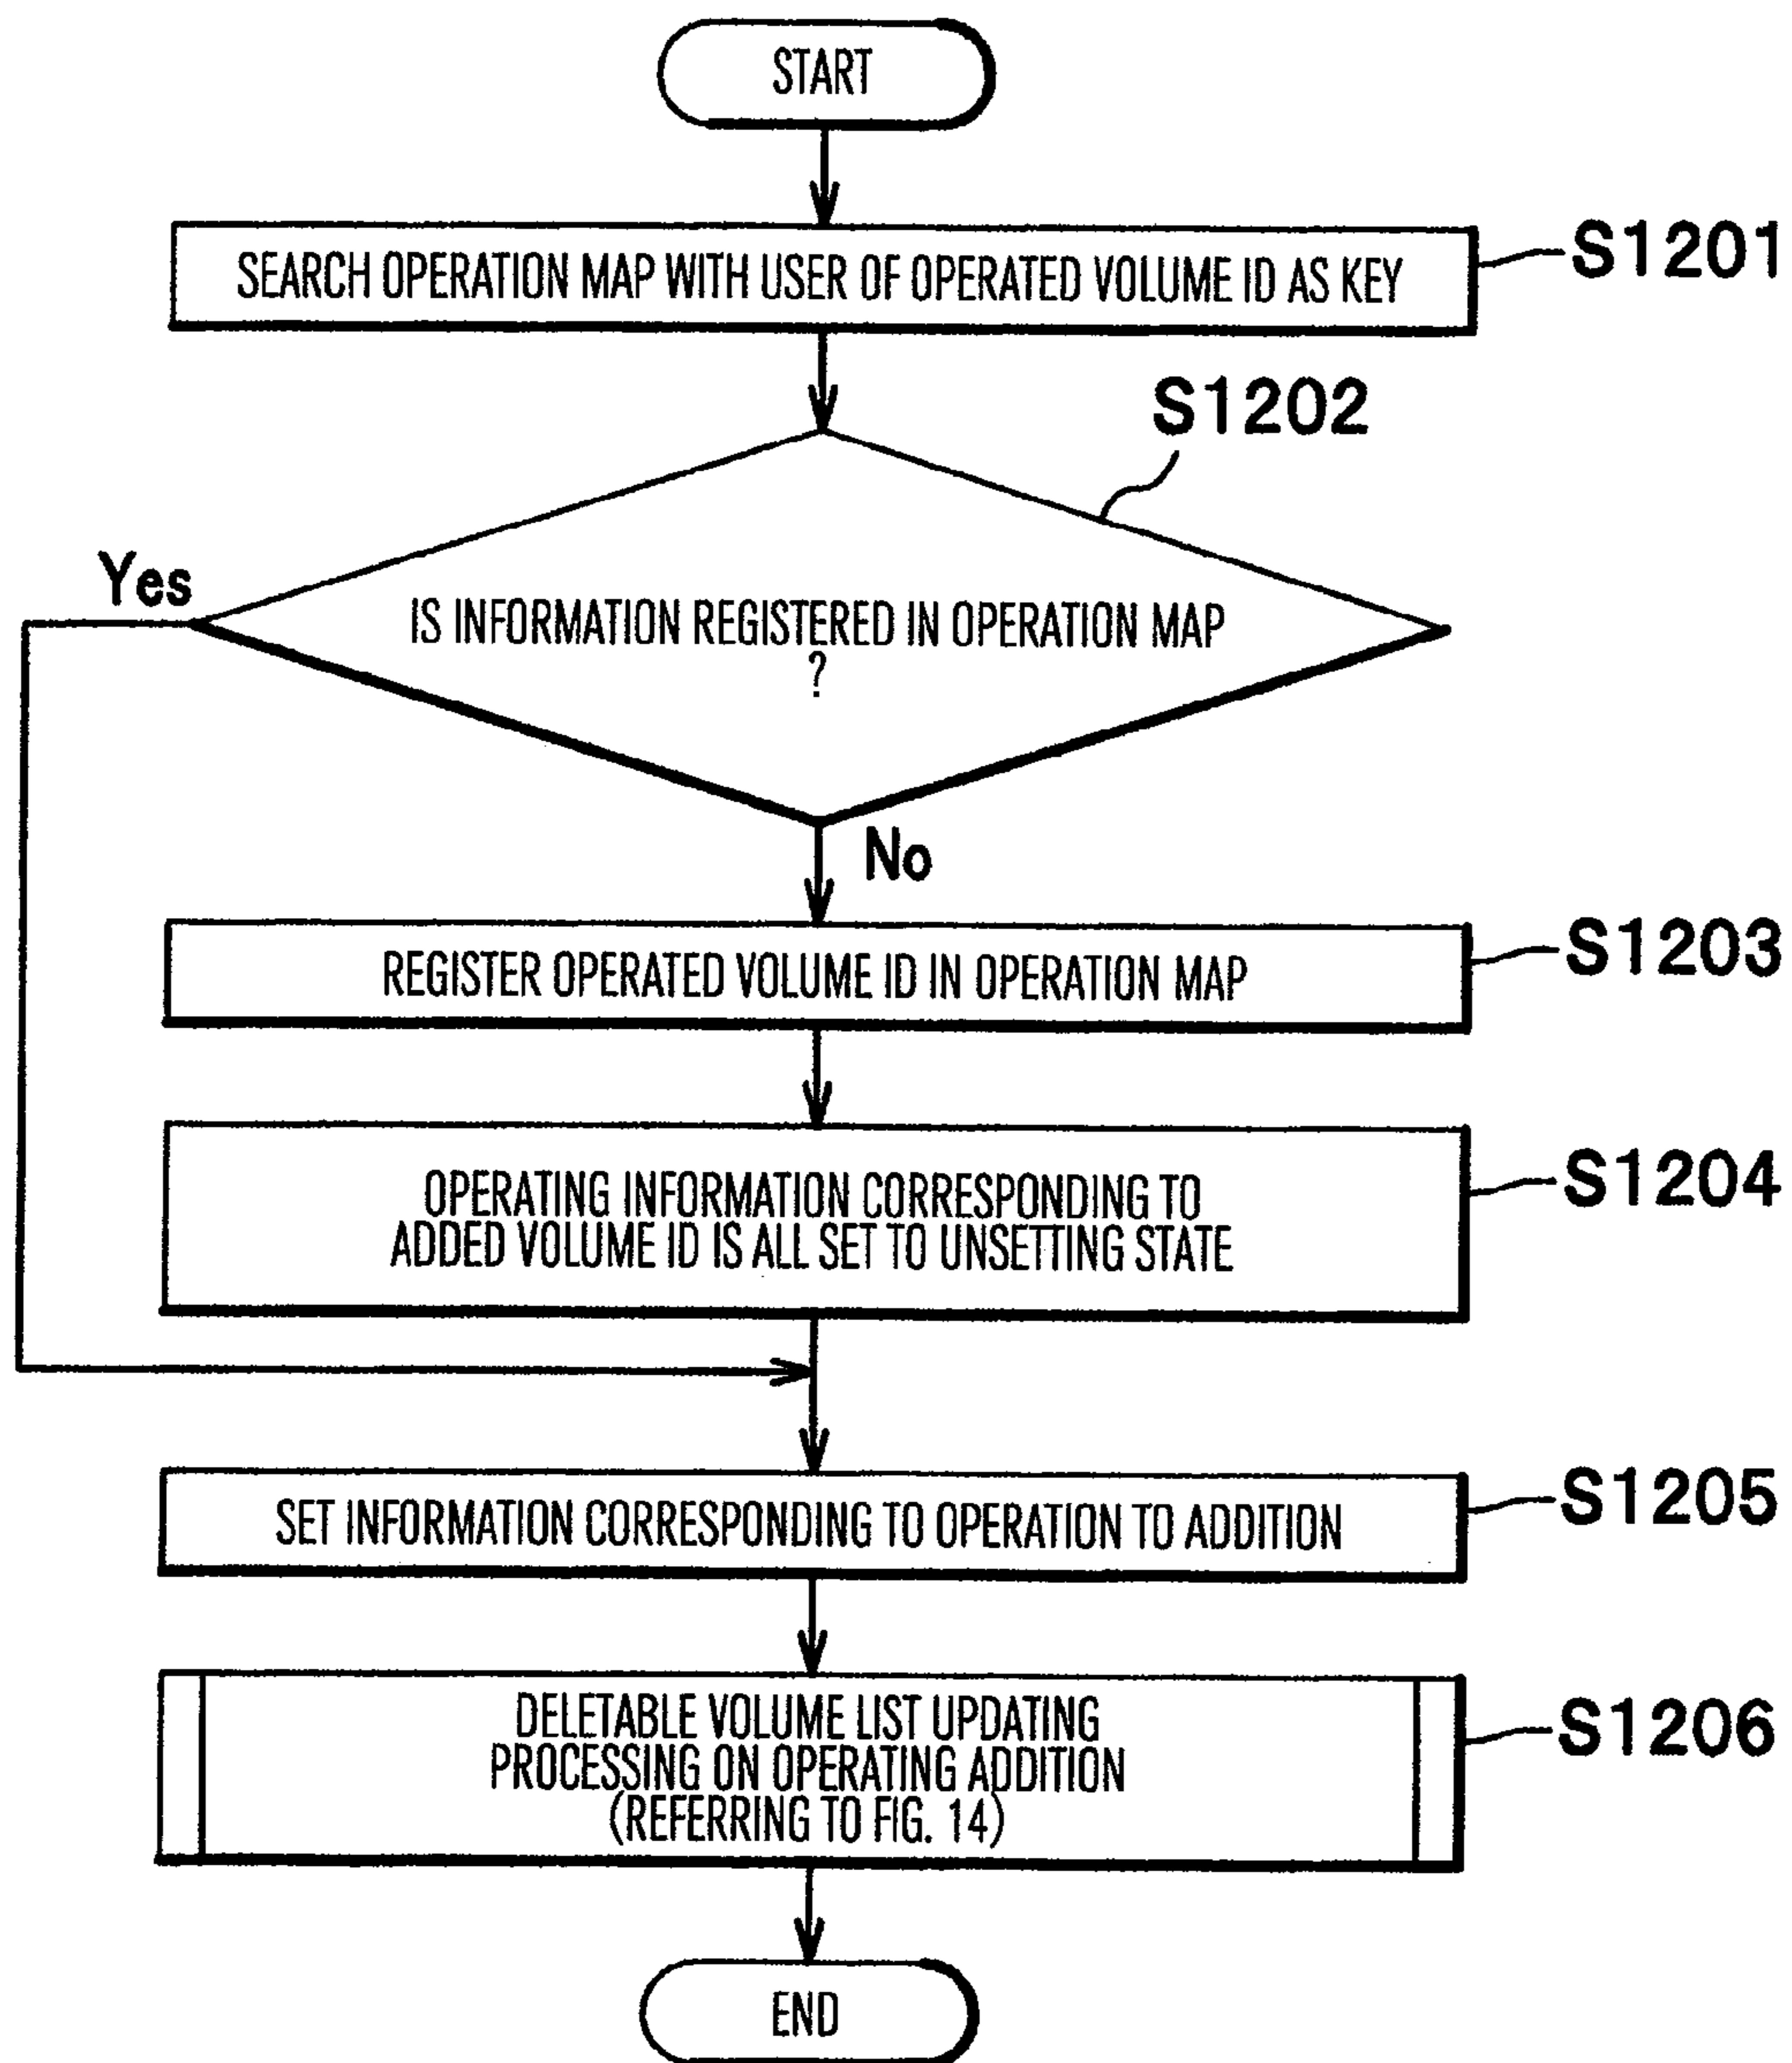 START
SEARCH OPERATION MAP WITH USER OF OPERATED VOLUME ID AS KEY
S1201
S1202
Yes
IS INFORMATION REGISTERED IN OPERATION MAP
?
No
REGISTER OPERATED VOLUME ID IN OPERATION MAP
S1203
OPERATING INFORMATION CORRESPONDING TO
ADDED VOLUME ID IS ALL SET TO UNSETTING STATE
S1204
SET INFORMATION CORRESPONDING TO OPERATION TO ADDITION
S1205
DELETABLE VOLUME LIST UPDATING
PROCESSING ON OPERATING ADDITION
(REFERRING TO FIG. 14)
S1206
END